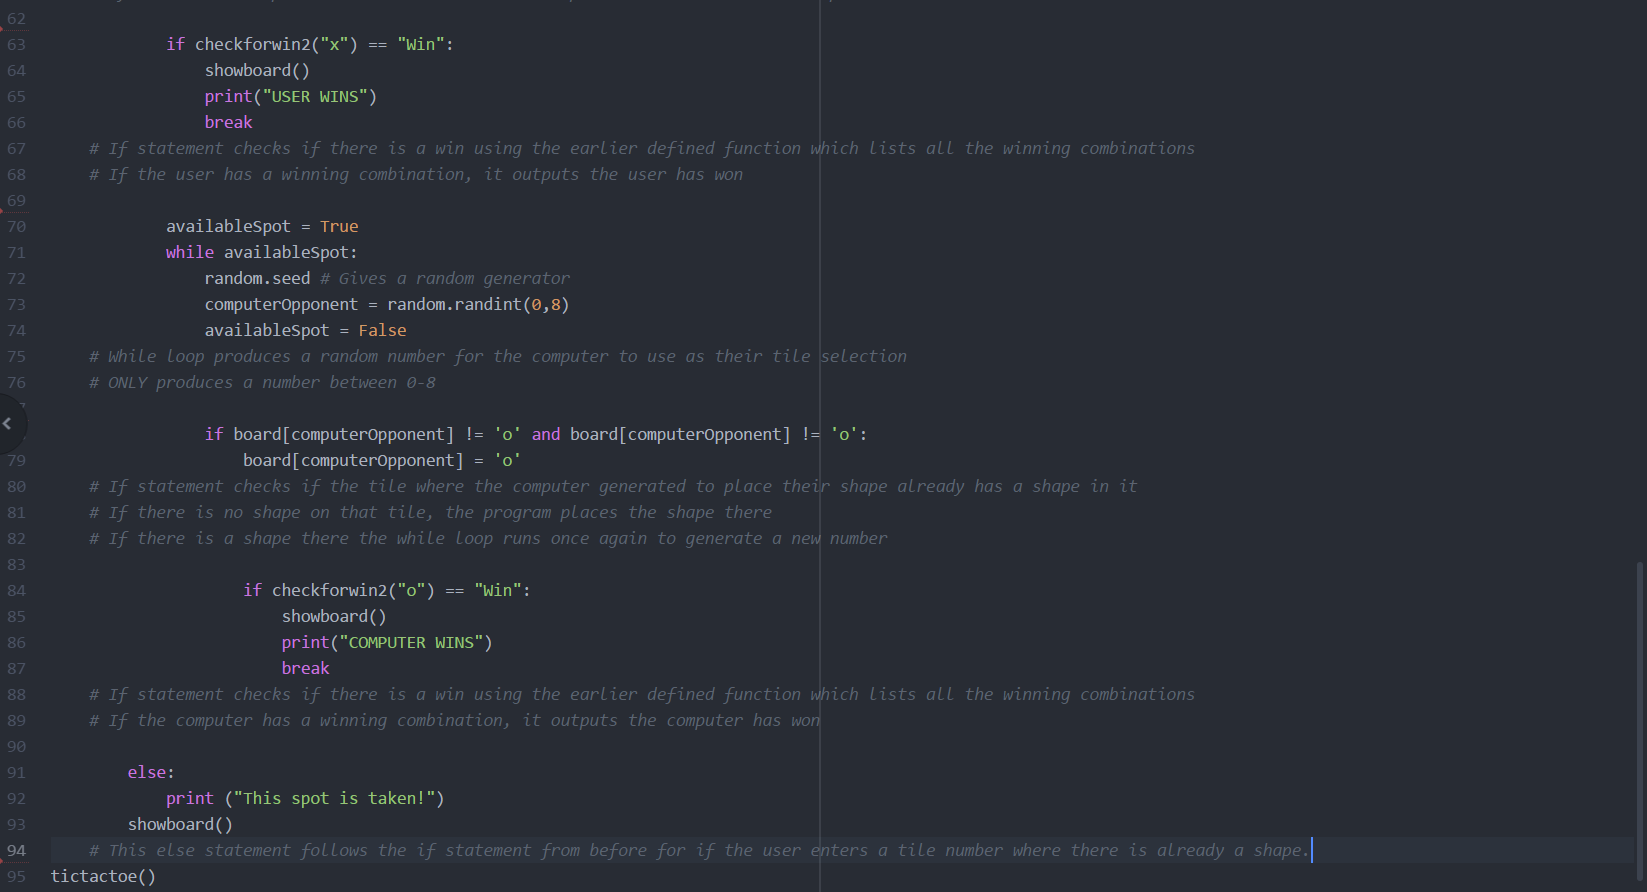 62
63 if checkforwin2("x") == "Win":
64 showboard()
65 print("USER WINS")
66 break
67 # If statement checks if there is a win using the earlier defined function which lists all the winning combinations
68 # If the user has a winning combination, it outputs the user has won
69
70 availableSpot = True
71 while availableSpot:
72 random.seed # Gives a random generator
73 computerOpponent = random.randint(0,8)
74 availableSpot = False
75 # While loop produces a random number for the computer to use as their tile selection
76 # ONLY produces a number between 0-8
if board[computerOpponent] != 'o' and board[computerOpponent] != 'o':
79 board[computerOpponent] = 'o'
80 # If statement checks if the tile where the computer generated to place their shape already has a shape in it
81 # If there is no shape on that tile, the program places the shape there
82 # If there is a shape there the while loop runs once again to generate a new number
83
84 if checkforwin2("o") == "Win":
85 showboard()
86 print("COMPUTER WINS")
87 break
88 # If statement checks if there is a win using the earlier defined function which lists all the winning combinations
89 # If the computer has a winning combination, it outputs the computer has won
90
91 else:
92 print ("This spot is taken!")
93 showboard()
94 # This else statement follows the if statement from before for if the user enters a tile number where there is already a shape.
95 tictactoe()